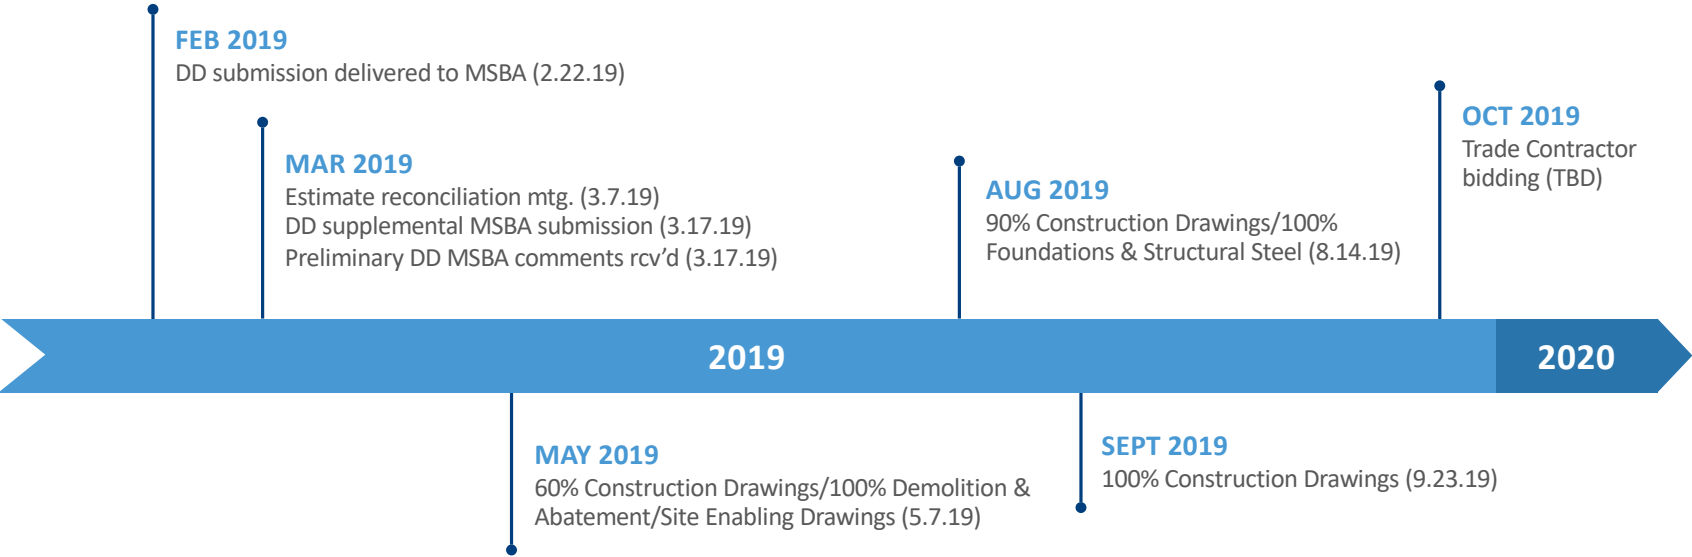 FEB 2019
DD submission delivered to MSBA (2.22.19)
MAR 2019
Estimate reconciliation mtg. (3.7.19)
DD supplemental MSBA submission (3.17.19)
Preliminary DD MSBA comments rcv’d (3.17.19)
AUG 2019
90% Construction Drawings/100%
Foundations & Structural Steel (8.14.19)
OCT 2019
Trade Contractor
bidding (TBD)
2019
2020
MAY 2019
60% Construction Drawings/100% Demolition &
Abatement/Site Enabling Drawings (5.7.19)
SEPT 2019
100% Construction Drawings (9.23.19)